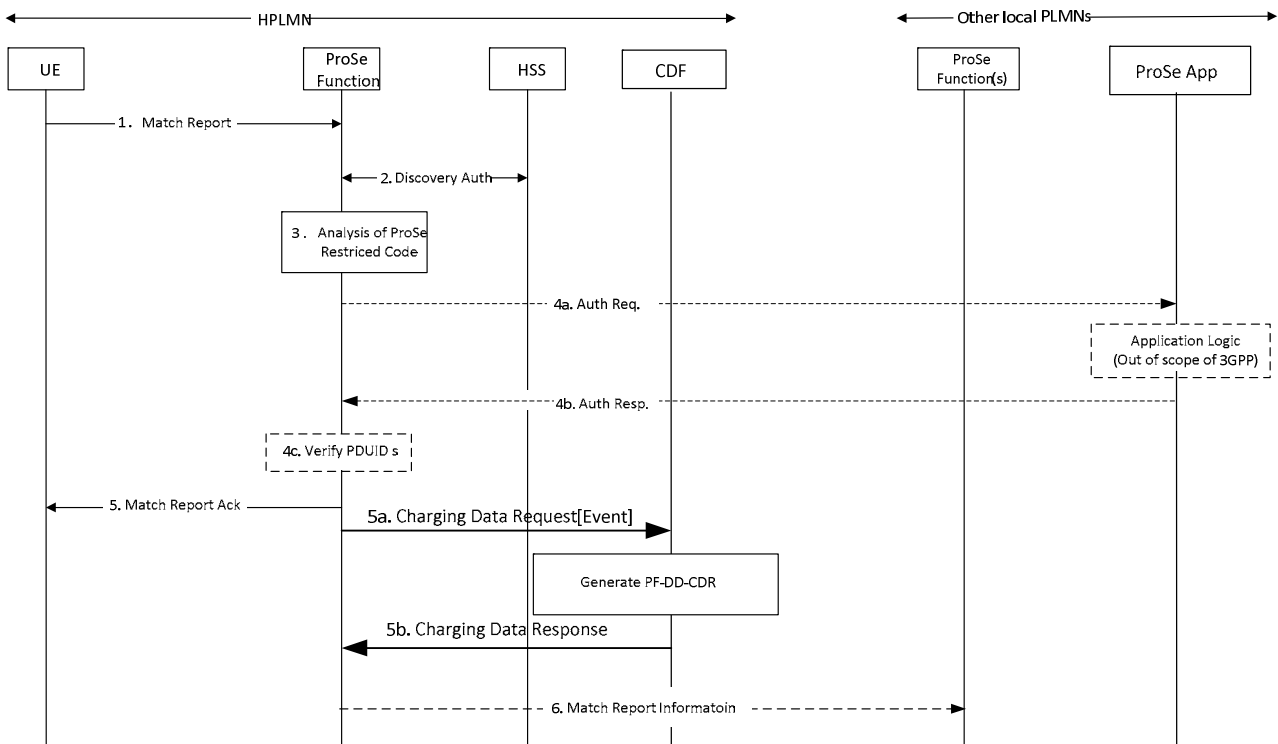 HPLMN
Other local PLMNs
UE
ProSe
Function
HSS
CDF
ProSe
Function(s)
ProSe App
1. Match Report
2. Discovery Auth
3. Analysis of ProSe
Restriced Code
4a. Auth Req.
Application Logic
(Out of scope of 3GPP)
4b. Auth Resp.
4c. Verify PDUID s
5. Match Report Ack
5a. Charging Data Request[Event]
Generate PF-DD-CDR
5b. Charging Data Response
6. Match Report Informatoin